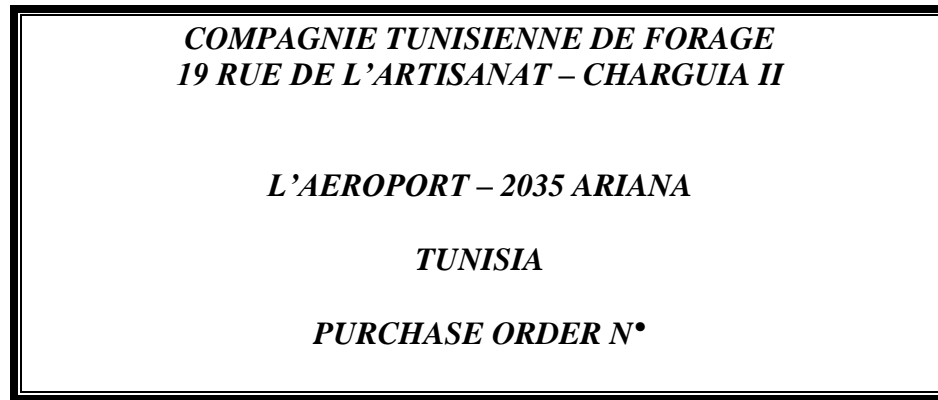 COMPAGNIE TUNISIENNE DE FORAGE
19 RUE DE L’ARTISANAT – CHARGUIA II
L’AEROPORT – 2035 ARIANA
TUNISIA
PURCHASE ORDER N•